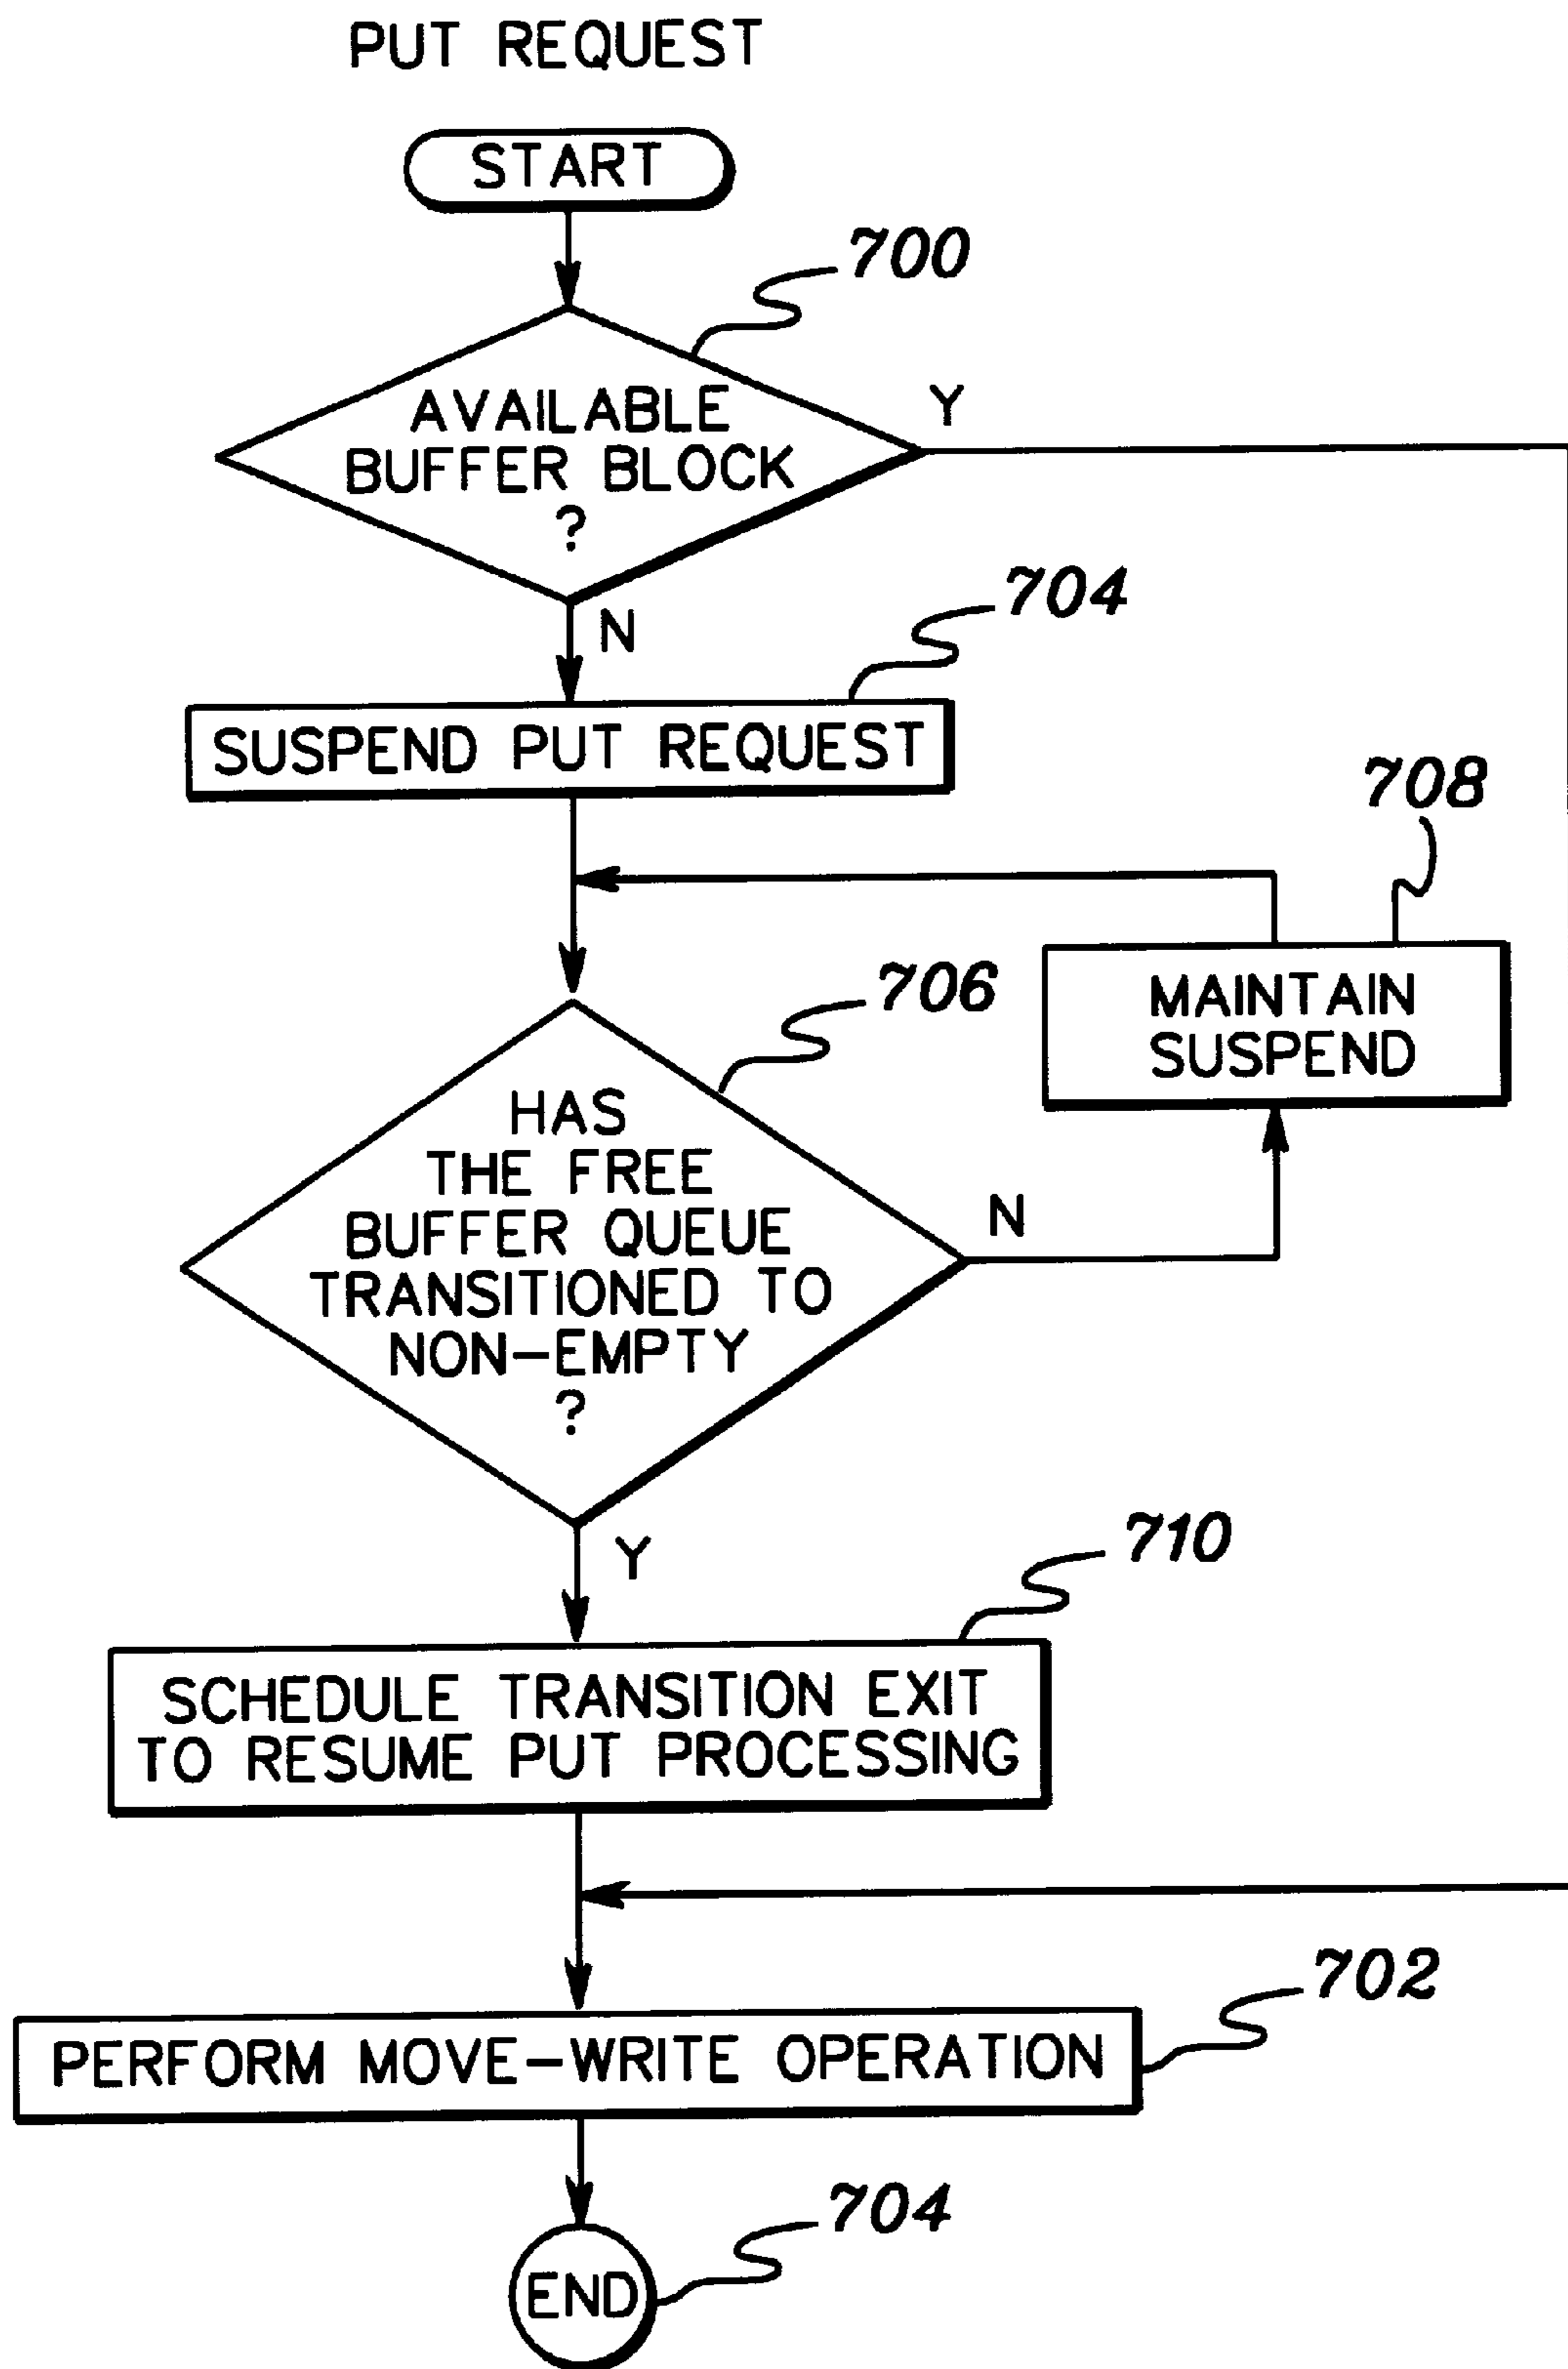 PUT REQUEST
START
700
AVAILABLE
BUFFER BLOCK
?
Y
N
704
SUSPEND PUT REQUEST
708
MAINTAIN
SUSPEND
706
HAS
THE FREE
BUFFER QUEUE
TRANSITIONED TO
NON-EMPTY
?
N
Y
710
SCHEDULE TRANSITION EXIT
TO RESUME PUT PROCESSING
702
PERFORM MOVE-WRITE OPERATION
704
END